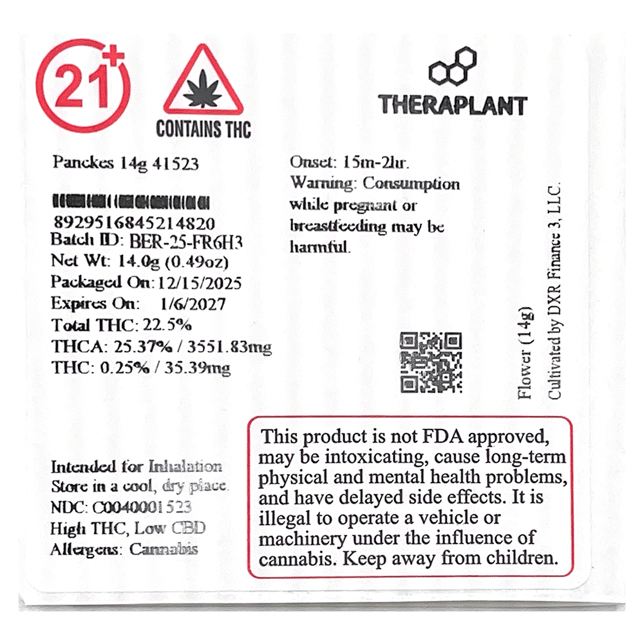 21+
CONTAINS THC
THERAPLANT
Panckes 14g 41523
8929516845214820
Batch ID: BER-25-FR6H3
Net Wt: 14.0g (0.49oz)
Packaged On: 12/15/2025
Expires On: 1/6/2027
Total THC: 22.5%
THCA: 25.37% / 3551.83mg
THC: 0.25% / 35.39mg
Onset: 15m-2hr.
Warning: Consumption
while pregnant or
breastfeeding may be
harmful.
Flower (14g)
Cultivated by DXR Finance 3, LLC.
Intended for Inhalation
Store in a cool, dry place.
NDC: C0040001523
High THC, Low CBD
Allergens: Cannabis
This product is not FDA approved,
may be intoxicating, cause long-term
physical and mental health problems,
and have delayed side effects. It is
illegal to operate a vehicle or
machinery under the influence of
cannabis. Keep away from children.